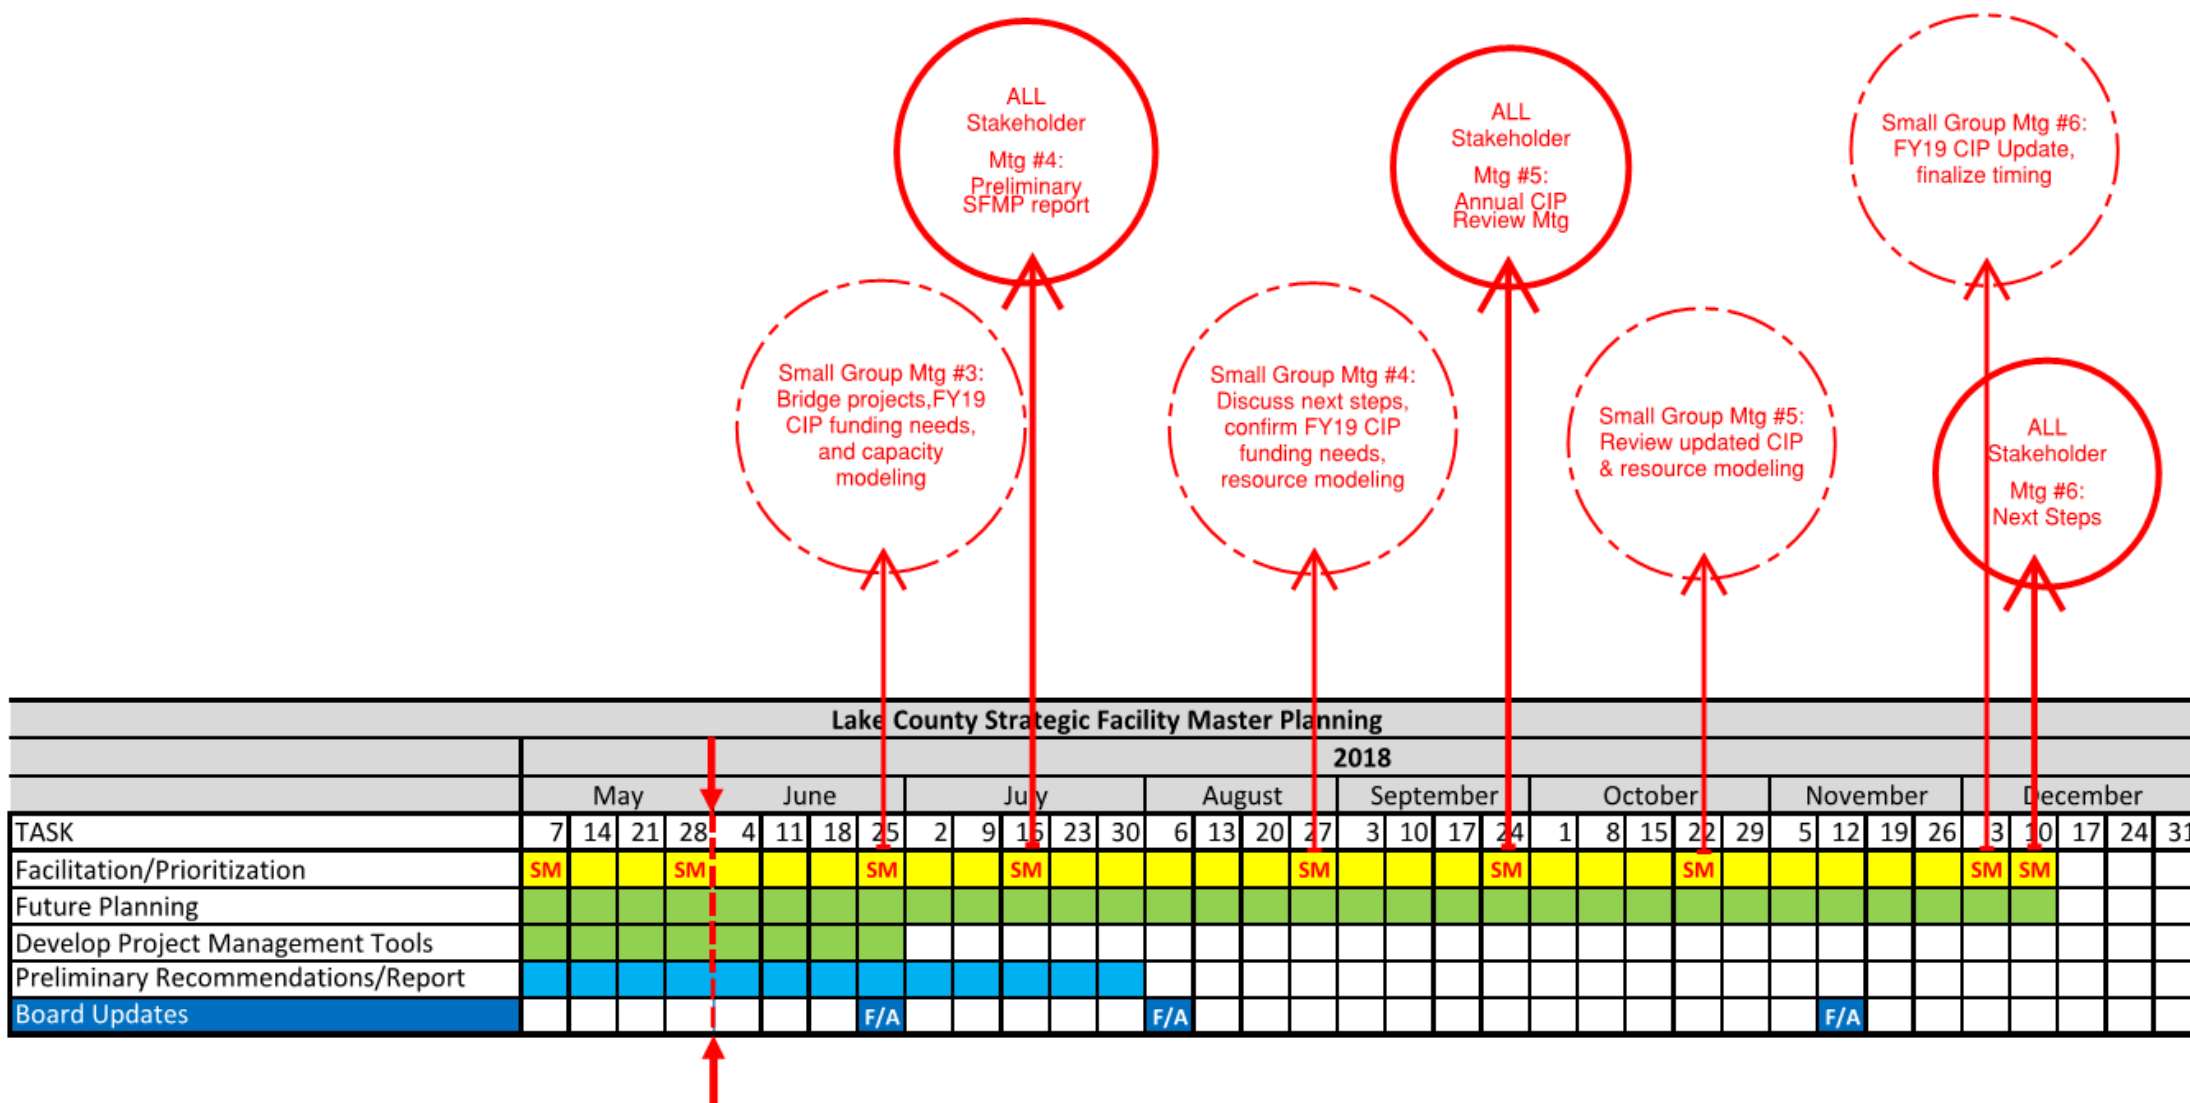 ALL
Stakeholder
Mtg #4:
Preliminary
SFMP report
ALL
Stakeholder
Mtg #5:
Annual CIP
Review Mtg
Small Group Mtg #6:
FY19 CIP Update,
finalize timing
Small Group Mtg #3:
Bridge projects,FY19
CIP funding needs,
and capacity
modeling
Small Group Mtg #4:
Discuss next steps,
confirm FY19 CIP
funding needs,
resource modeling
Small Group Mtg #5:
Review updated CIP
& resource modeling
ALL
Stakeholder
Mtg #6:
Next Steps
Lake County Strategic Facility Master Planning
2018
May June July August September October November December
TASK 7 14 21 28 4 11 18 25 2 9 16 23 30 6 13 20 27 3 10 17 24 1 8 15 22 29 5 12 19 26 3 10 17 24 31
Facilitation/Prioritization SM SM SM SM SM SM SM SM SM
Future Planning
Develop Project Management Tools
Preliminary Recommendations/Report
Board Updates F/A F/A F/A